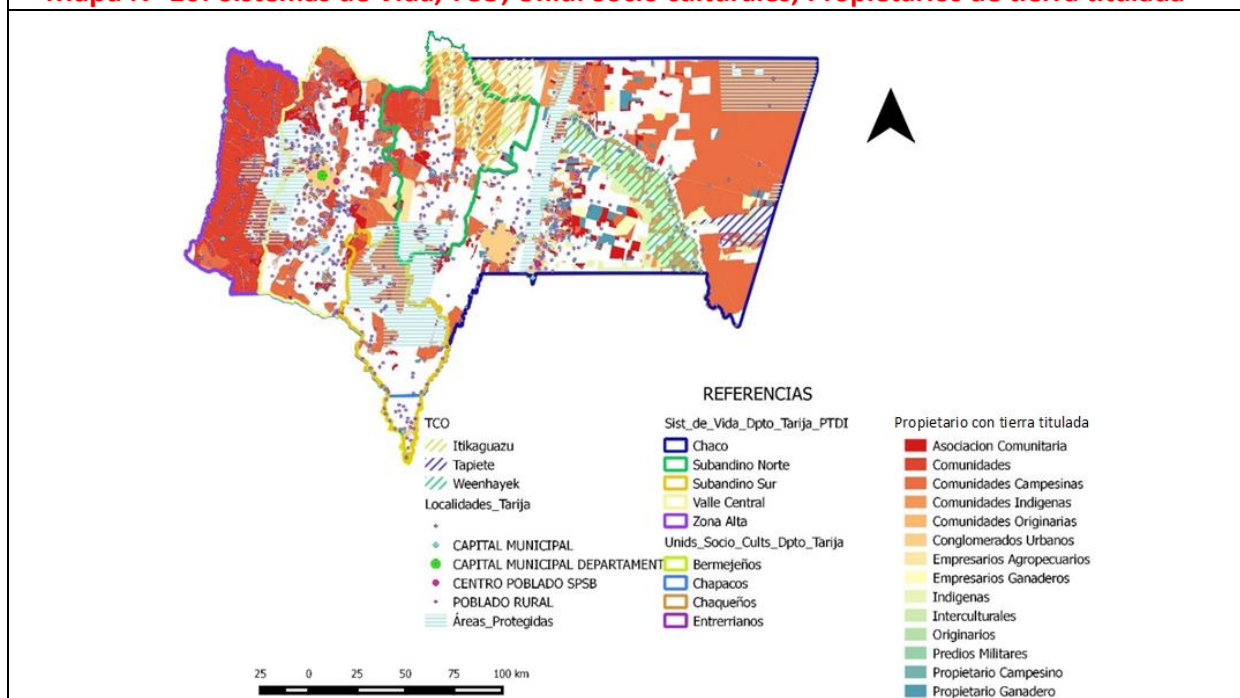 REFERENCIAS
TCO
Itikaguazu
Tapiete
Weenhayek
Localidades_Tarija
CAPITAL MUNICIPAL
CAPITAL MUNICIPAL DEPARTAMENT
CENTRO POBLADO SPSB
POBLADO RURAL
Áreas_Protegidas
Sist_de_Vida_Dpto_Tarija_PTDI
Chaco
Subandino Norte
Subandino Sur
Valle Central
Zona Alta
Unids_Socio_Cults_Dpto_Tarija
Bermejeños
Chapacos
Chaqueños
Entrerrianos
Propietario con tierra titulada
Asociacion Comunitaria
Comunidades
Comunidades Campesinas
Comunidades Indigenas
Comunidades Originarias
Conglomerados Urbanos
Empresarios Agropecuarios
Empresarios Ganaderos
Indigenas
Interculturales
Originarios
Predios Militares
Propietario Campesino
Propietario Ganadero
25 0 25 50 75 100 km